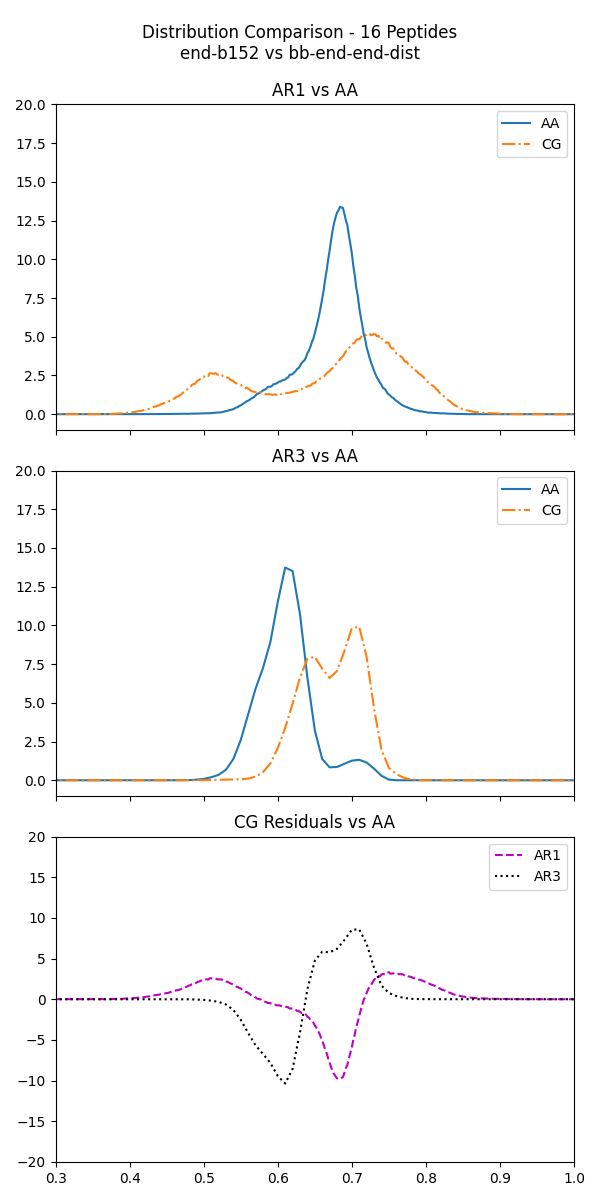 Distribution Comparison - 16 Peptides
end-b152 vs bb-end-end-dist
AR1 vs AA
20.0
17.5
15.0
12.5
10.0
7.5
5.0
2.5
0.0
AA
CG
AR3 vs AA
20.0
17.5
15.0
12.5
10.0
7.5
5.0
2.5
0.0
AA
CG
CG Residuals vs AA
20
15
10
5
0
−5
−10
−15
−20
AR1
AR3
0.3 0.4 0.5 0.6 0.7 0.8 0.9 1.0